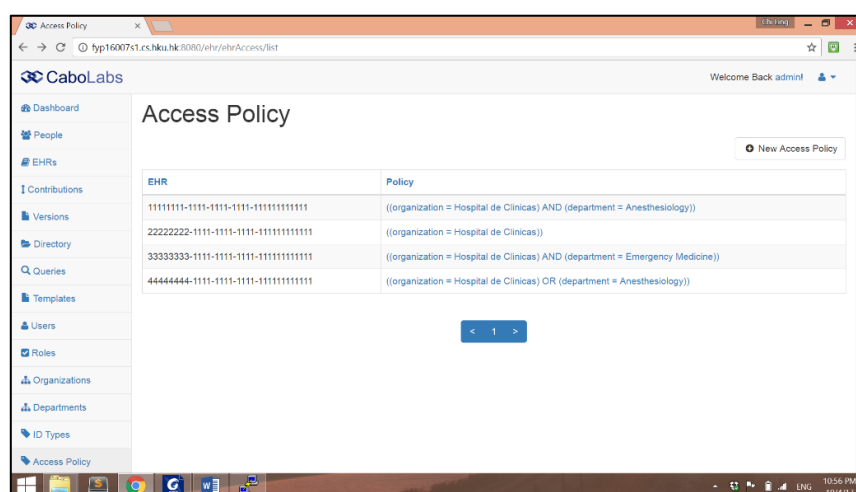 Access Policy
Chi Hung
fyp16007s1.cs.hku.hk:8080/ehr/ehrAccess/list
CaboLabs
Welcome Back admin!
Dashboard
People
EHRs
Contributions
Versions
Directory
Queries
Templates
Users
Roles
Organizations
Departments
ID Types
Access Policy
Access Policy
New Access Policy
EHR Policy
11111111-1111-1111-1111-111111111111 ((organization = Hospital de Clinicas) AND (department = Anesthesiology))
22222222-1111-1111-1111-111111111111 ((organization = Hospital de Clinicas))
33333333-1111-1111-1111-111111111111 ((organization = Hospital de Clinicas) AND (department = Emergency Medicine))
44444444-1111-1111-1111-111111111111 ((organization = Hospital de Clinicas) OR (department = Anesthesiology))
< 1 >
ENG 10:56 PM